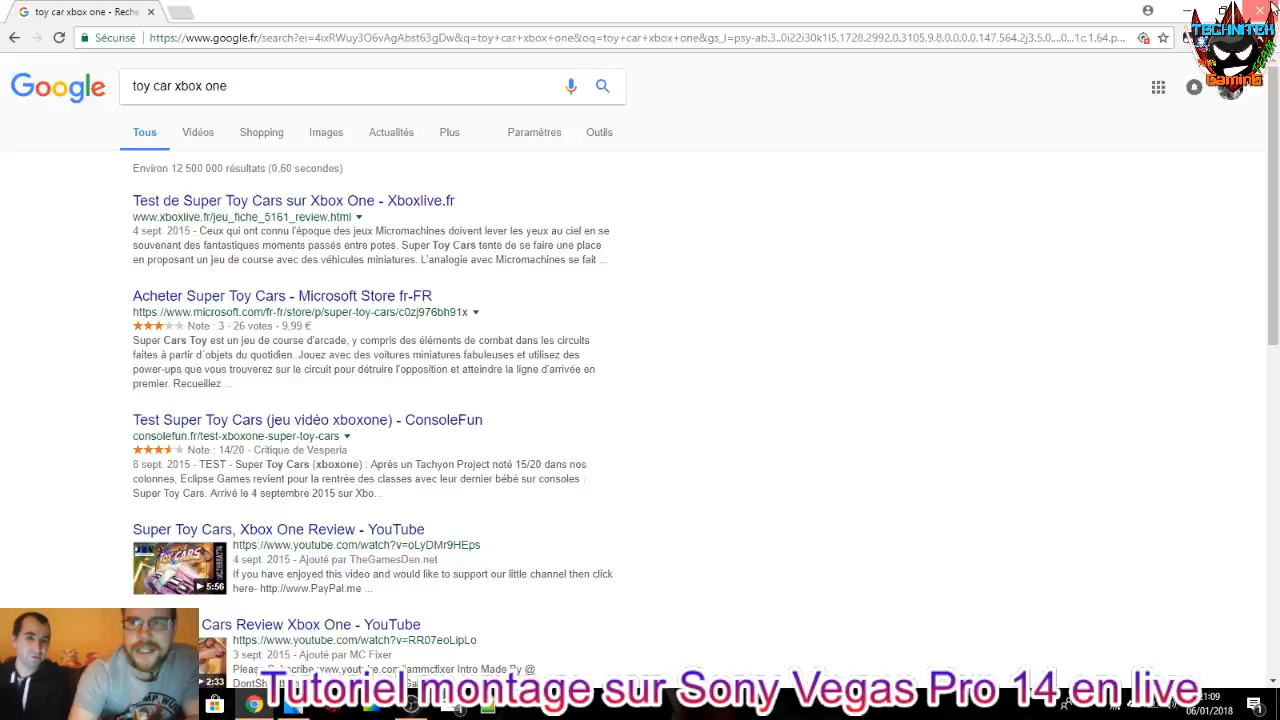 toy car xbox one - Reche
Sécurisé
https://www.google.fr/search?ei=4ixRWuy3O6vAgAbst63gDw&q=toy+car+xbox+one&oq=toy+car+xbox+one&gs_l=psy-ab.3...0i22i30k1l5.1728.2992.0.3105.9.8.0.0.0.0.147.564.2j3.5.0....0...1c.1.64.p...
TECHNITEK
TEAM
GaminG
Google
toy car xbox one
Tous Vidéos Shopping Images Actualités Plus Paramètres Outils
Environ 12 500 000 résultats (0,60 secondes)
Test de Super Toy Cars sur Xbox One - Xboxlive.fr
www.xboxlive.fr/jeu_fiche_5161_review.html
4 sept. 2015 - Ceux qui ont connu l'époque des jeux Micromachines doivent lever les yeux au ciel en se
souvenant des fantastiques moments passés entre potes. Super Toy Cars tente de se faire une place
en proposant un jeu de course avec des véhicules miniatures. L'analogie avec Micromachines se fait ...
Acheter Super Toy Cars - Microsoft Store fr-FR
https://www.microsoft.com/fr-fr/store/p/super-toy-cars/c0zj976bh91x
Note : 3 - 26 votes - 9,99 €
Super Cars Toy est un jeu de course d'arcade, y compris des éléments de combat dans les circuits
faites à partir d´objets du quotidien. Jouez avec des voitures miniatures fabuleuses et utilisez des
power-ups que vous trouverez sur le circuit pour détruire l'opposition et atteindre la ligne d'arrivée en
premier. Recueillez ...
Test Super Toy Cars (jeu vidéo xboxone) - ConsoleFun
consolefun.fr/test-xboxone-super-toy-cars
Note : 14/20 - Critique de Vesperia
8 sept. 2015 - TEST - Super Toy Cars (xboxone) : Après un Tachyon Project noté 15/20 dans nos
colonnes, Eclipse Games revient pour la rentrée des classes avec leur dernier bébé sur consoles :
Super Toy Cars. Arrivé le 4 septembre 2015 sur Xbo...
Super Toy Cars, Xbox One Review - YouTube
https://www.youtube.com/watch?v=oLyDMr9HEps
4 sept. 2015 - Ajouté par TheGamesDen.net
If you have enjoyed this video and would like to support our little channel then click
here- http://www.PayPal.me ...
TOY CARS
5:56
Cars Review Xbox One - YouTube
https://www.youtube.com/watch?v=RR07eoLipLo
3 sept. 2015 - Ajouté par MC Fixer
2:33
Tutoriel montage sur Sony Vegas Pro 14 en live
06/01/2018